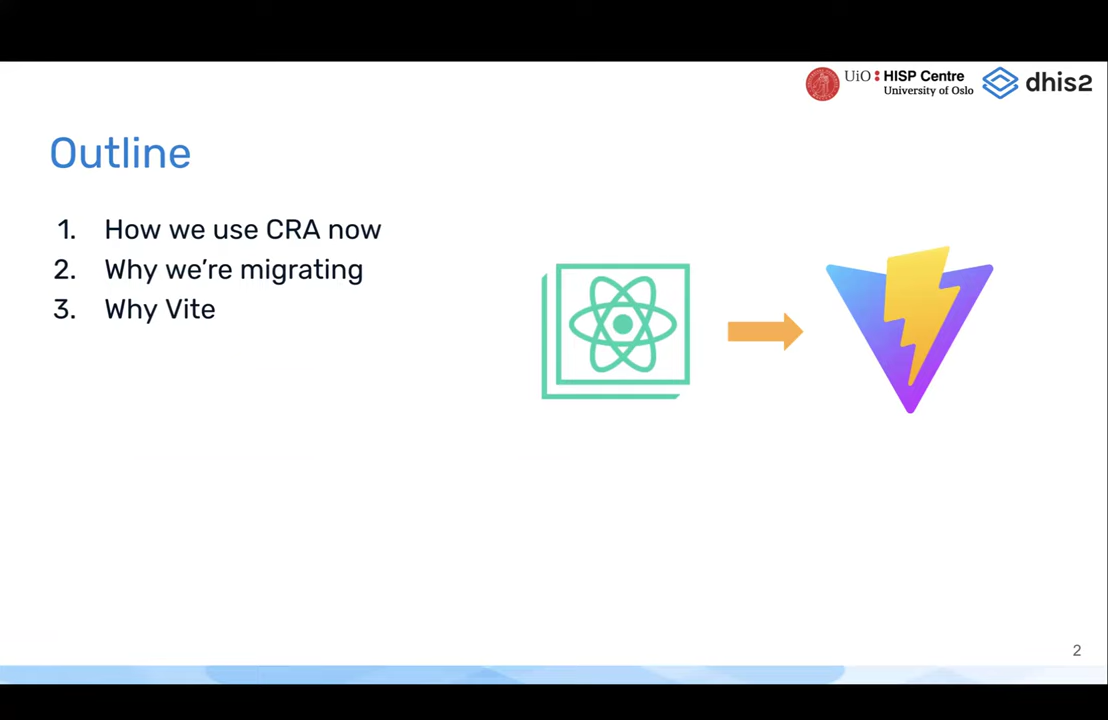 UiO HISP Centre
University of Oslo
dhis2
Outline
1. How we use CRA now
2. Why we’re migrating
3. Why Vite
2